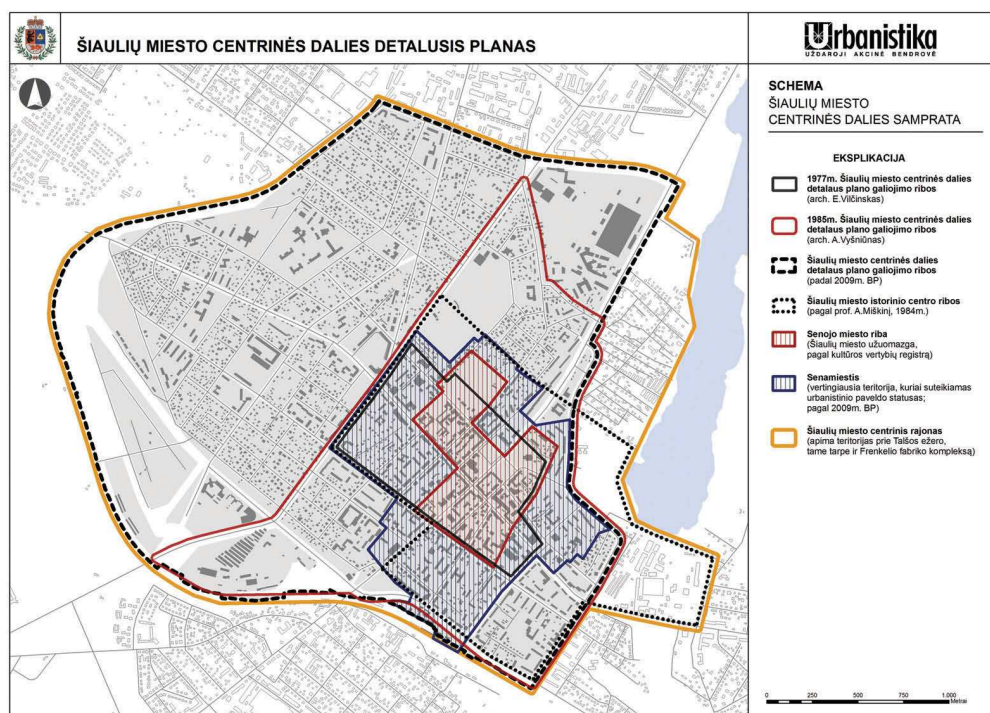 ŠIAULIŲ MIESTO CENTRINĖS DALIES DETALUSIS PLANAS
Urbanistika
UŽDAROJI AKCINĖ BENDROVĖ
SCHEMA
ŠIAULIŲ MIESTO
CENTRINĖS DALIES SAMPRATA
EKSPLIKACIJA
1977m. Šiaulių miesto centrinės dalies
detalaus plano galiojimo ribos
(arch. E.Vilčinskas)
1985m. Šiaulių miesto centrinės dalies
detalaus plano galiojimo ribos
(arch. A.Vyšniūnas)
Šiaulių miesto centrinės dalies
detalaus plano galiojimo ribos
(padal 2009m. BP)
Šiaulių miesto istorinio centro ribos
(pagal prof. A.Miškinį, 1984m.)
Senojo miesto riba
(Šiaulių miesto užuomazga,
pagal kultūros vertybių registrą)
Senamiestis
(vertingiausia teritorija, kuriai suteikiamas
urbanistinio paveldo statusas;
pagal 2009m. BP)
Šiaulių miesto centrinis rajonas
(apima teritorijas prie Talšos ežero,
tame tarpe ir Frenkelio fabriko kompleksą)
0 250 500 750 1.000
Metrai